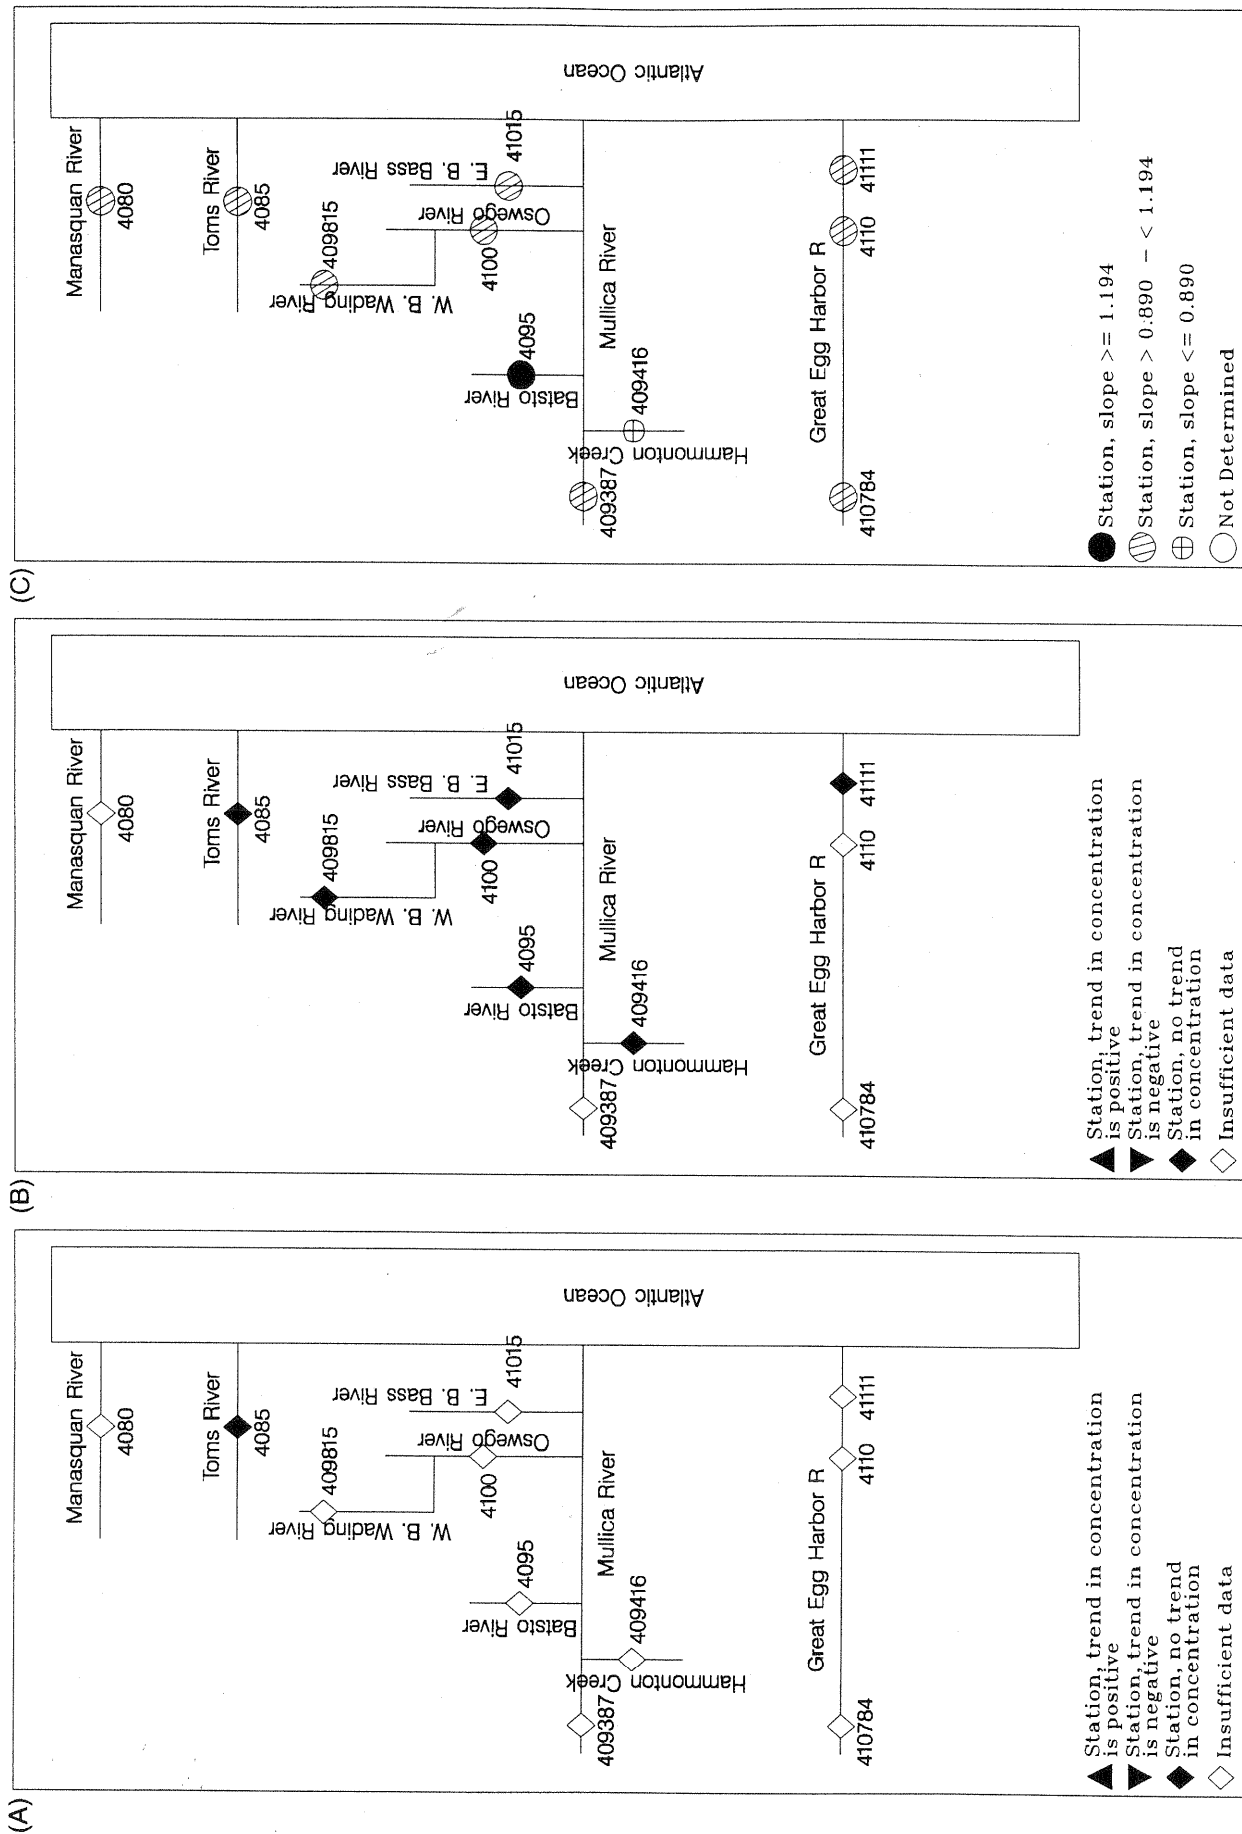 (A)
Manasquan River
4080
Toms River
4085
409815
W. B. Wading
River
E. B. Bass River
41015
Oswego River
4100
4095
Batsto River
Mullica River
409416
Hammonton Creek
409387
Great Egg Harbor R
410784
4110
41111
Atlantic Ocean
Station, trend in concentration
is positive
Station, trend in concentration
is negative
Station, no trend
in concentration
Insufficient data
(B)
Manasquan River
4080
Toms River
4085
409815
W. B. Wading
River
E. B. Bass River
41015
Oswego River
4100
4095
Batsto River
Mullica River
409416
Hammonton Creek
409387
Great Egg Harbor R
410784
4110
41111
Atlantic Ocean
Station, trend in concentration
is positive
Station, trend in concentration
is negative
Station, no trend
in concentration
Insufficient data
(C)
Manasquan River
4080
Toms River
4085
409815
W. B. Wading
River
E. B. Bass River
41015
Oswego River
4100
4095
Batsto River
Mullica River
409416
Hammonton Creek
409387
Great Egg Harbor R
410784
4110
41111
Atlantic Ocean
Station, slope >= 1.194
Station, slope > 0.890 - < 1.194
Station, slope <= 0.890
Not Determined